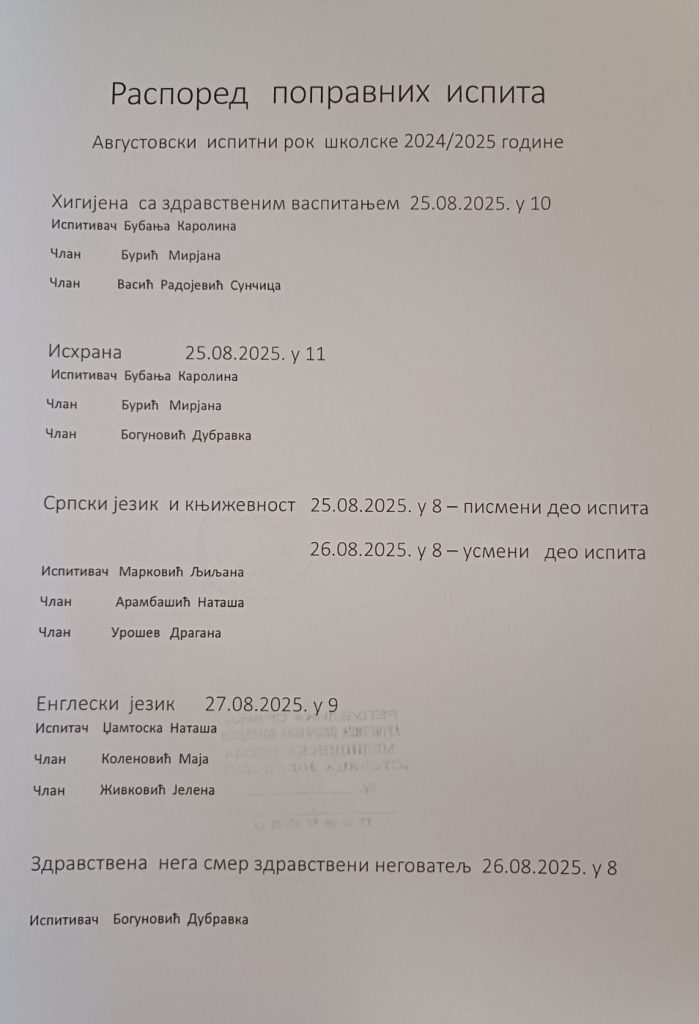 Распоред поправних испита
Августовски испитни рок школске 2024/2025 године
Хигијена са здравственим васпитањем 25.08.2025. у 10
Испитивач Бубања Каролина
Члан Бурић Мирјана
Члан Васић Радојевић Сунчица
Исхрана 25.08.2025. у 11
Испитивач Бубања Каролина
Члан Бурић Мирјана
Члан Богуновић Дубравка
Српски језик и књижевност 25.08.2025. у 8 – писмени део испита
26.08.2025. у 8 – усмени део испита
Испитивач Марковић Љиљана
Члан Арамбашић Наташа
Члан Урошев Драгана
Енглески језик 27.08.2025. у 9
Испитач Џамтоска Наташа
Члан Коленовић Маја
Члан Живковић Јелена
Здравствена нега смер здравствени неговатељ 26.08.2025. у 8
Испитивач Богуновић Дубравка